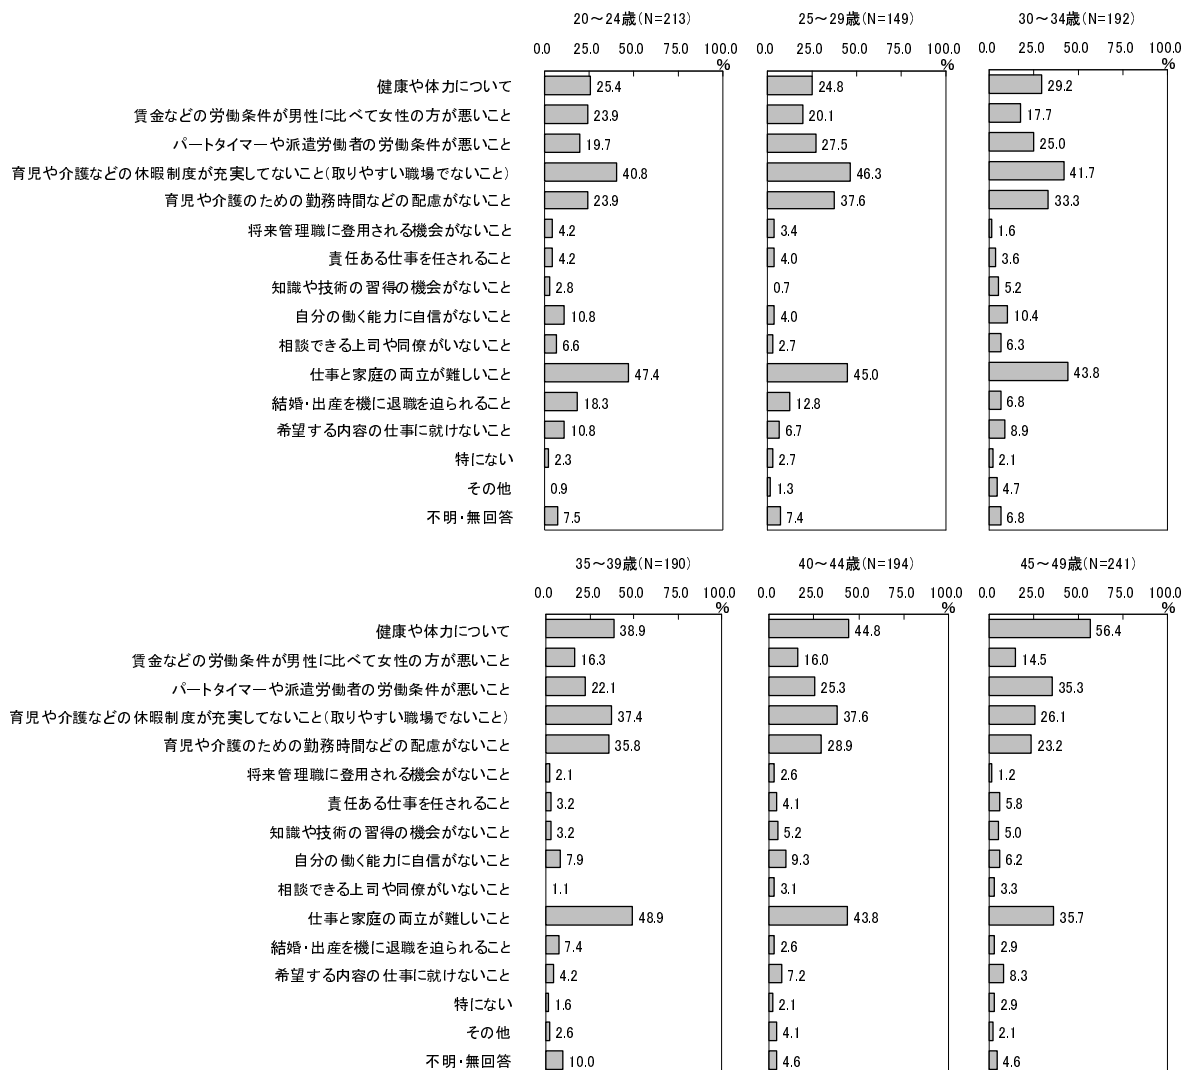 20～24歳(N=213) 25～29歳(N=149) 30～34歳(N=192)
0.0 25.0 50.0 75.0 100.0 0.0 25.0 50.0 75.0 100.0 0.0 25.0 50.0 75.0 100.0
% % %
健康や体力について 25.4 24.8 29.2
賃金などの労働条件が男性に比べて女性の方が悪いこと 23.9 20.1 17.7
パートタイマーや派遣労働者の労働条件が悪いこと 19.7 27.5 25.0
育児や介護などの休暇制度が充実してないこと(取りやすい職場でないこと) 40.8 46.3 41.7
育児や介護のための勤務時間などの配慮がないこと 23.9 37.6 33.3
将来管理職に登用される機会がないこと 4.2 3.4 1.6
責任ある仕事を任されること 4.2 4.0 3.6
知識や技術の習得の機会がないこと 2.8 0.7 5.2
自分の働く能力に自信がないこと 10.8 4.0 10.4
相談できる上司や同僚がいないこと 6.6 2.7 6.3
仕事と家庭の両立が難しいこと 47.4 45.0 43.8
結婚・出産を機に退職を迫られること 18.3 12.8 6.8
希望する内容の仕事に就けないこと 10.8 6.7 8.9
特にない 2.3 2.7 2.1
その他 0.9 1.3 4.7
不明・無回答 7.5 7.4 6.8
35～39歳(N=190) 40～44歳(N=194) 45～49歳(N=241)
0.0 25.0 50.0 75.0 100.0 0.0 25.0 50.0 75.0 100.0 0.0 25.0 50.0 75.0 100.0
% % %
健康や体力について 38.9 44.8 56.4
賃金などの労働条件が男性に比べて女性の方が悪いこと 16.3 16.0 14.5
パートタイマーや派遣労働者の労働条件が悪いこと 22.1 25.3 35.3
育児や介護などの休暇制度が充実してないこと(取りやすい職場でないこと) 37.4 37.6 26.1
育児や介護のための勤務時間などの配慮がないこと 35.8 28.9 23.2
将来管理職に登用される機会がないこと 2.1 2.6 1.2
責任ある仕事を任されること 3.2 4.1 5.8
知識や技術の習得の機会がないこと 3.2 5.2 5.0
自分の働く能力に自信がないこと 7.9 9.3 6.2
相談できる上司や同僚がいないこと 1.1 3.1 3.3
仕事と家庭の両立が難しいこと 48.9 43.8 35.7
結婚・出産を機に退職を迫られること 7.4 2.6 2.9
希望する内容の仕事に就けないこと 4.2 7.2 8.3
特にない 1.6 2.1 2.9
その他 2.6 4.1 2.1
不明・無回答 10.0 4.6 4.6